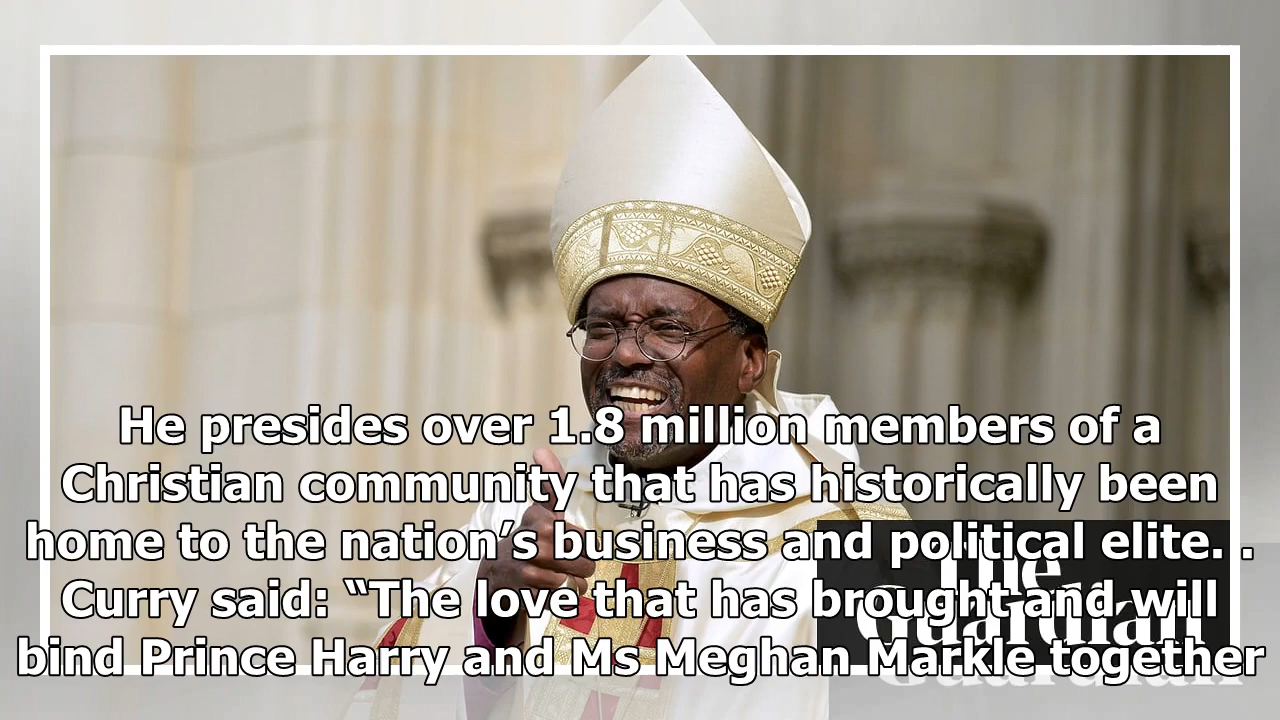 He presides over 1.8 million members of a
Christian community that has historically been
home to the nation’s business and political elite. .
Curry said: “The love that has brought and will
bind Prince Harry and Ms Meghan Markle together
The
Guardian